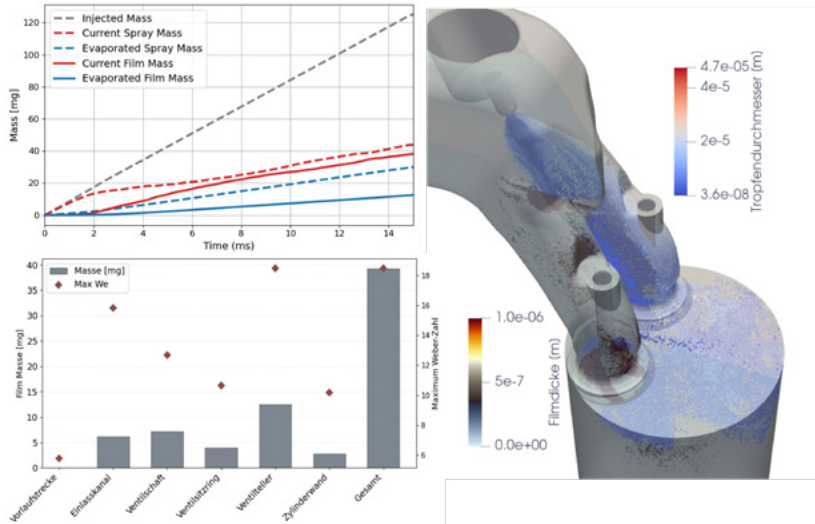 Injected Mass
Current Spray Mass
Evaporated Spray Mass
Current Film Mass
Evaporated Film Mass
Mass [mg]
120
100
80
60
40
20
0
0 2 4 6 8 10 12 14
Time (ms)
Masse [mg]
Max We
Film Masse [mg]
40
35
30
25
20
15
10
5
0
18
16
14
12
10
8
6
Maximum Weber-Zahl
Vorlaufstrecke
Einlasskanal
Ventilschaft
Ventilsitzring
Ventilteller
Zylinderwand
Gesamt
4.7e-05
4e-5
2e-5
3.6e-08
Tropfendurchmesser (m)
1.0e-06
5e-7
0.0e+00
Filmdicke (m)